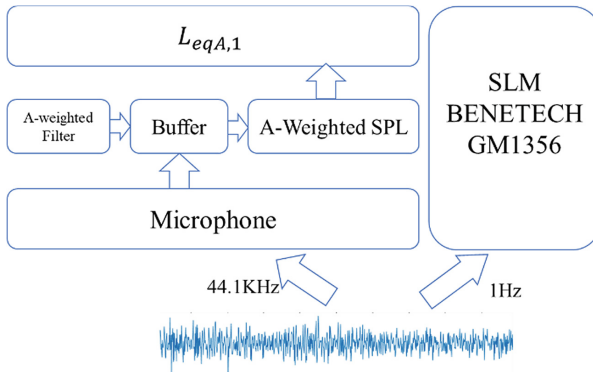 L_{eqA,1}
A-weighted
Filter
Buffer
A-Weighted SPL
Microphone
SLM
BENETECH
GM1356
44.1KHz
1Hz